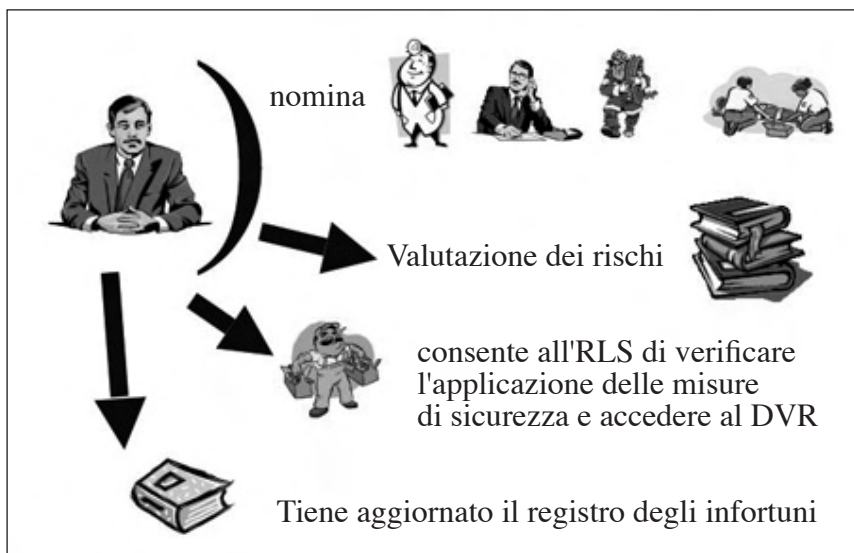 nomina
Valutazione dei rischi
consente all'RLS di verificare
l'applicazione delle misure
di sicurezza e accedere al DVR
Tiene aggiornato il registro degli infortuni